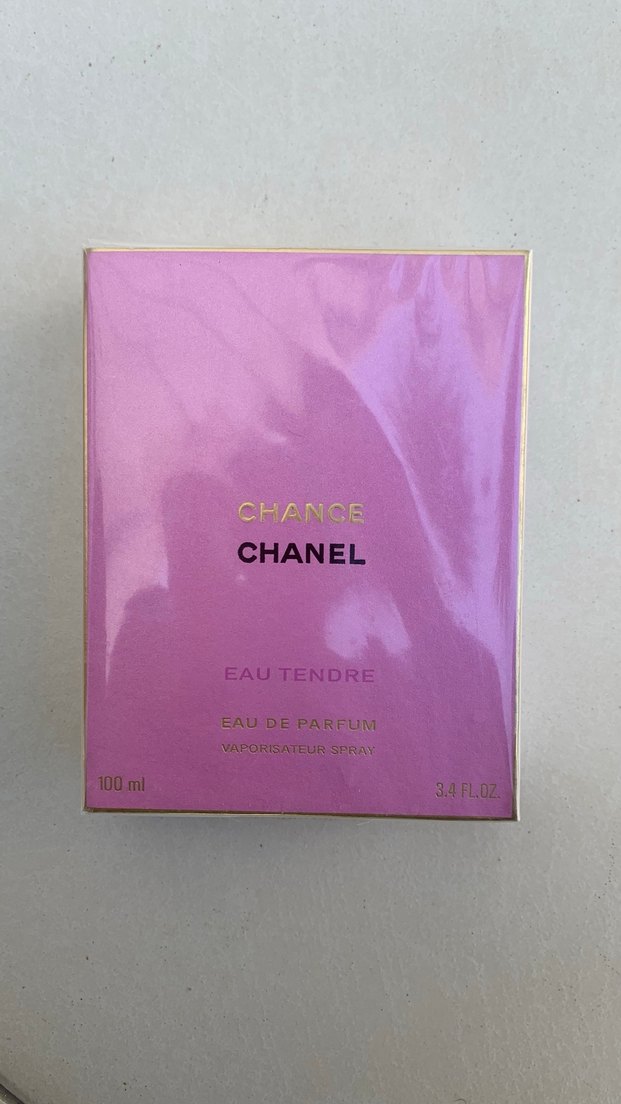 CHANCE
CHANEL
EAU TENDRE
EAU DE PARFUM
VAPORISATEUR SPRAY
100 ml
3.4 FL.OZ.